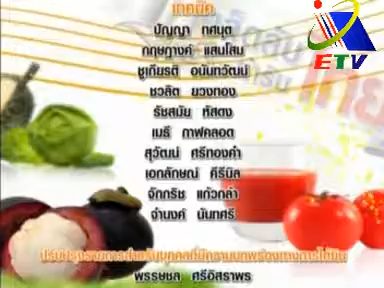 เทคนิค
ETV
ปัญญา ทศนุต
กฤษฎางค์ แสนโสม
ชูเกียรติ อนันทวัฒน์
ชวลิต ยวงทอง
รัชสมัย หัสดง
เมธี กาฬคลอด
สุวัฒน์ ศรีทองคำ
เอกลักษณ์ คีรีนิล
จักกริช แก้วกล่ำ
จำนงค์ นันทศรี
พรรษชล ศรีอิสราพร